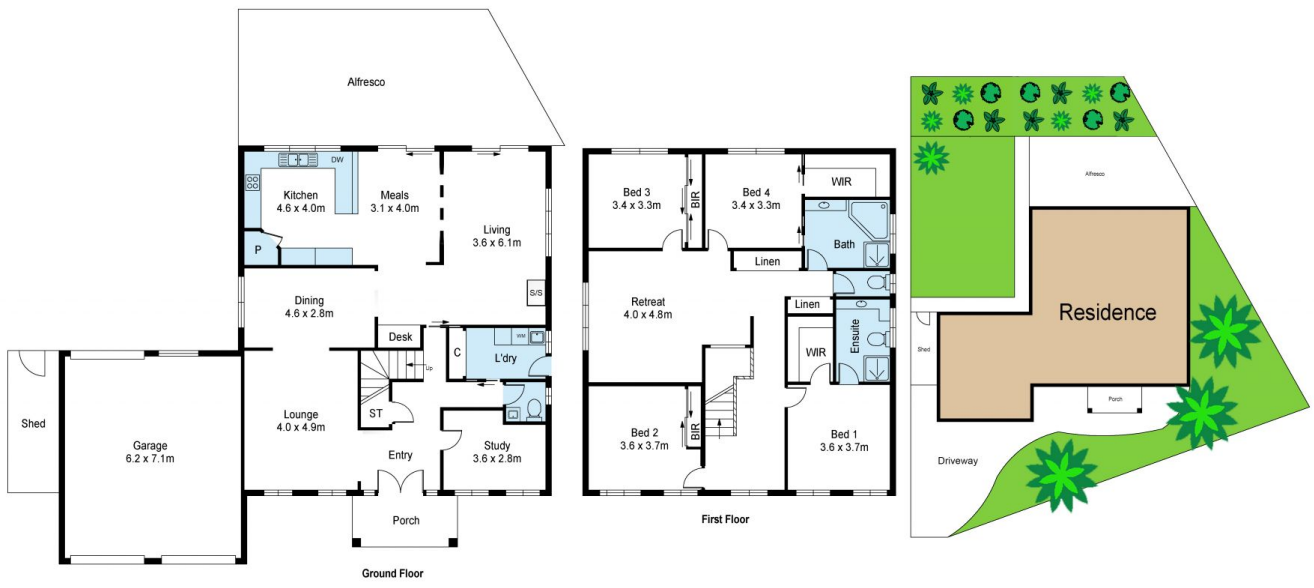 Alfresco
DW
Kitchen
4.6 x 4.0m
Meals
3.1 x 4.0m
Living
3.6 x 6.1m
P
S/S
Dining
4.6 x 2.8m
Desk
C
WM
L'dry
Up
Shed
Garage
6.2 x 7.1m
Lounge
4.0 x 4.9m
ST
Study
3.6 x 2.8m
Entry
Porch
Ground Floor
Bed 3
3.4 x 3.3m
BIR
Bed 4
3.4 x 3.3m
WIR
Bath
Linen
Retreat
4.0 x 4.8m
Linen
WIR
Ensuite
Bed 2
3.6 x 3.7m
BIR
Bed 1
3.6 x 3.7m
First Floor
Alfresco
Residence
Shed
Porch
Driveway